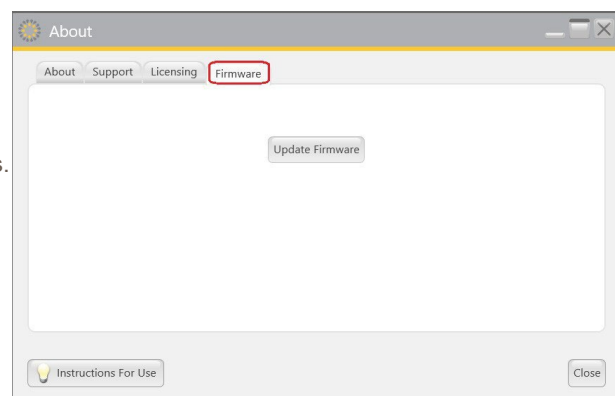 About
About Support Licensing Firmware
Update Firmware
s.
Instructions For Use
Close